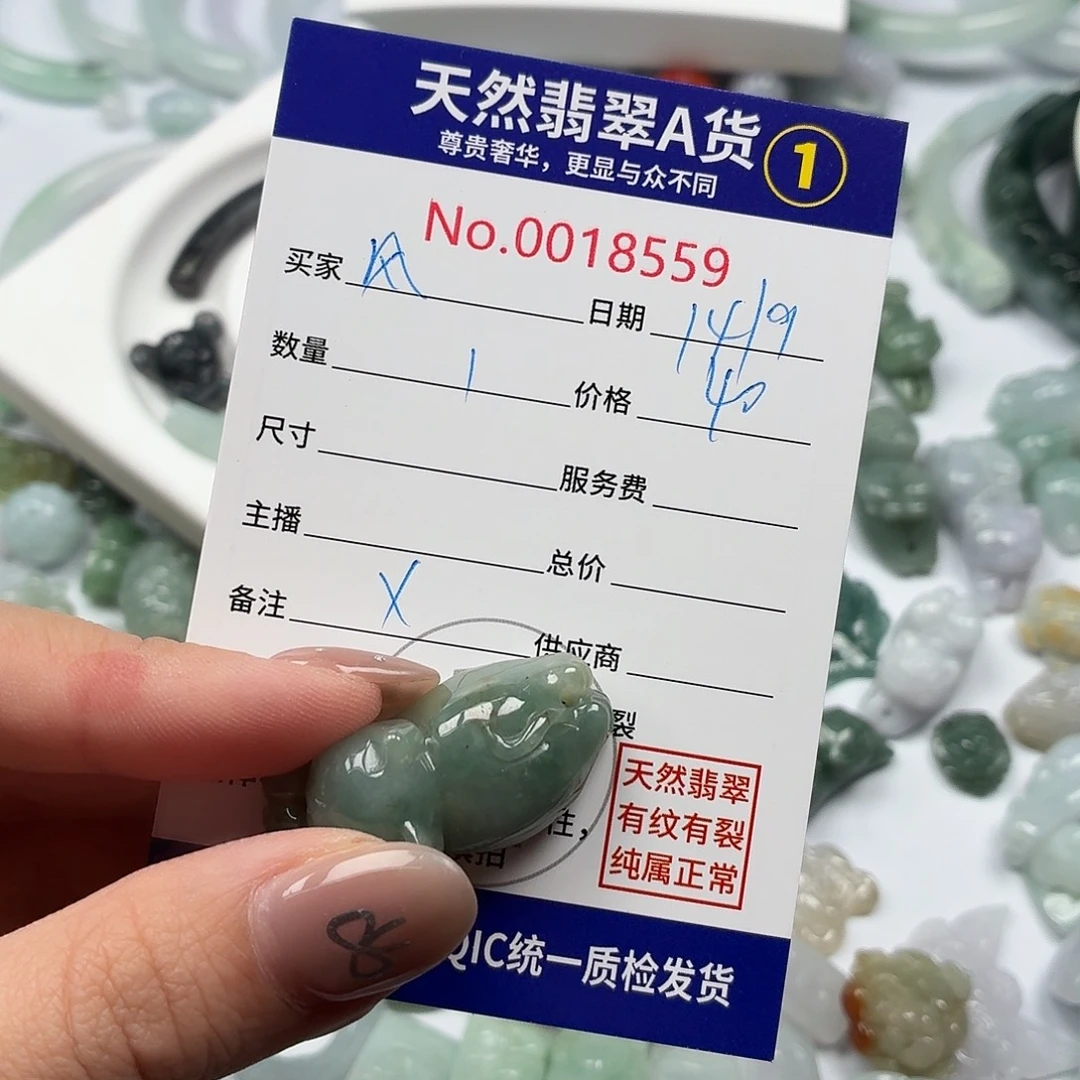 天然翡翠A货 1
尊贵奢华，更显与众不同
No.0018559
买家 日期 14/9
数量 1 价格 40
尺寸 服务费
主播 总价
备注 X 供应商
裂
天然翡翠
有纹有裂
纯属正常
性，
QIC统一质检发货